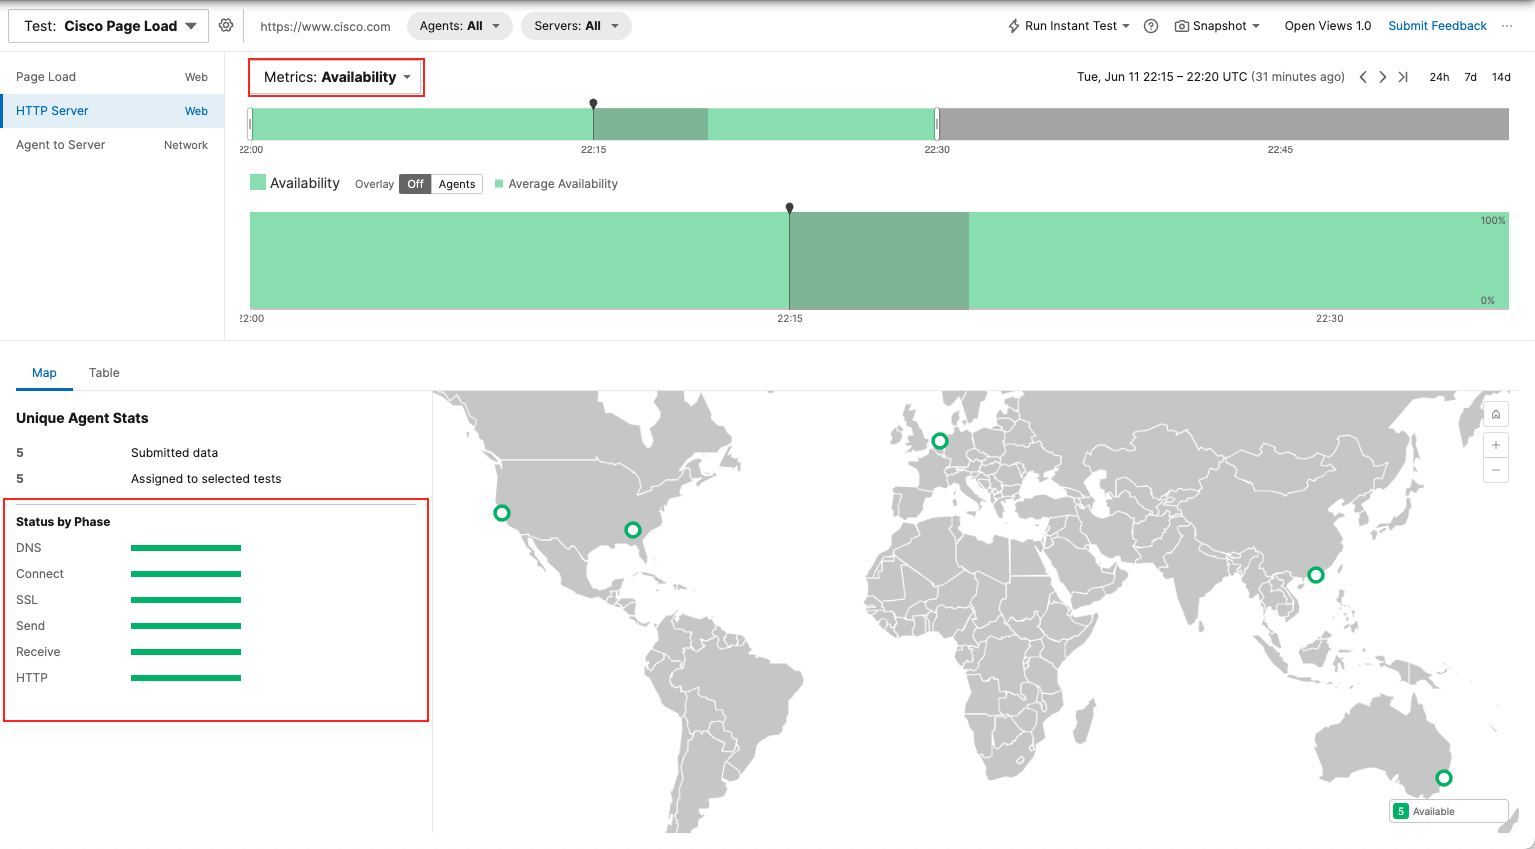 Test: Cisco Page Load https://www.cisco.com Agents: All Servers: All Run Instant Test ? Snapshot Open Views 1.0 Submit Feedback ...
Page Load Web
HTTP Server Web
Agent to Server Network
Metrics: Availability
Tue, Jun 11 22:15 – 22:20 UTC (31 minutes ago) 24h 7d 14d
22:00 22:15 22:30 22:45
Availability Overlay Off Agents Average Availability
100%
0%
22:00 22:15 22:30
Map Table
Unique Agent Stats
5 Submitted data
5 Assigned to selected tests
Status by Phase
DNS
Connect
SSL
Send
Receive
HTTP
+
−
5 Available